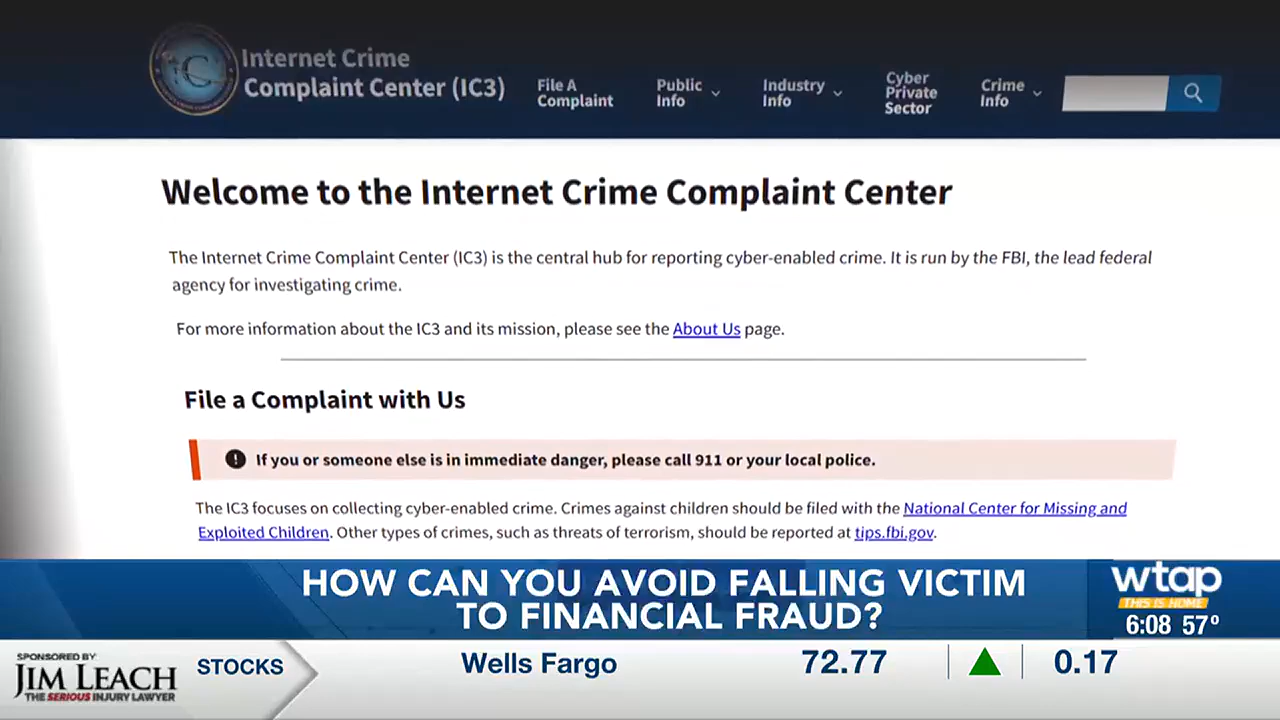 Internet Crime
Complaint Center (IC3)
File A
Complaint
Public
Info
Industry
Info
Cyber
Private
Sector
Crime
Info
Welcome to the Internet Crime Complaint Center
The Internet Crime Complaint Center (IC3) is the central hub for reporting cyber-enabled crime. It is run by the FBI, the lead federal
agency for investigating crime.
For more information about the IC3 and its mission, please see the About Us page.
File a Complaint with Us
If you or someone else is in immediate danger, please call 911 or your local police.
The IC3 focuses on collecting cyber-enabled crime. Crimes against children should be filed with the National Center for Missing and
Exploited Children. Other types of crimes, such as threats of terrorism, should be reported at tips.fbi.gov.
HOW CAN YOU AVOID FALLING VICTIM
TO FINANCIAL FRAUD?
wtap
THIS IS HOME
6:08 57°
SPONSORED BY:
JIM LEACH
THE SERIOUS INJURY LAWYER
STOCKS
Wells Fargo 72.77 0.17